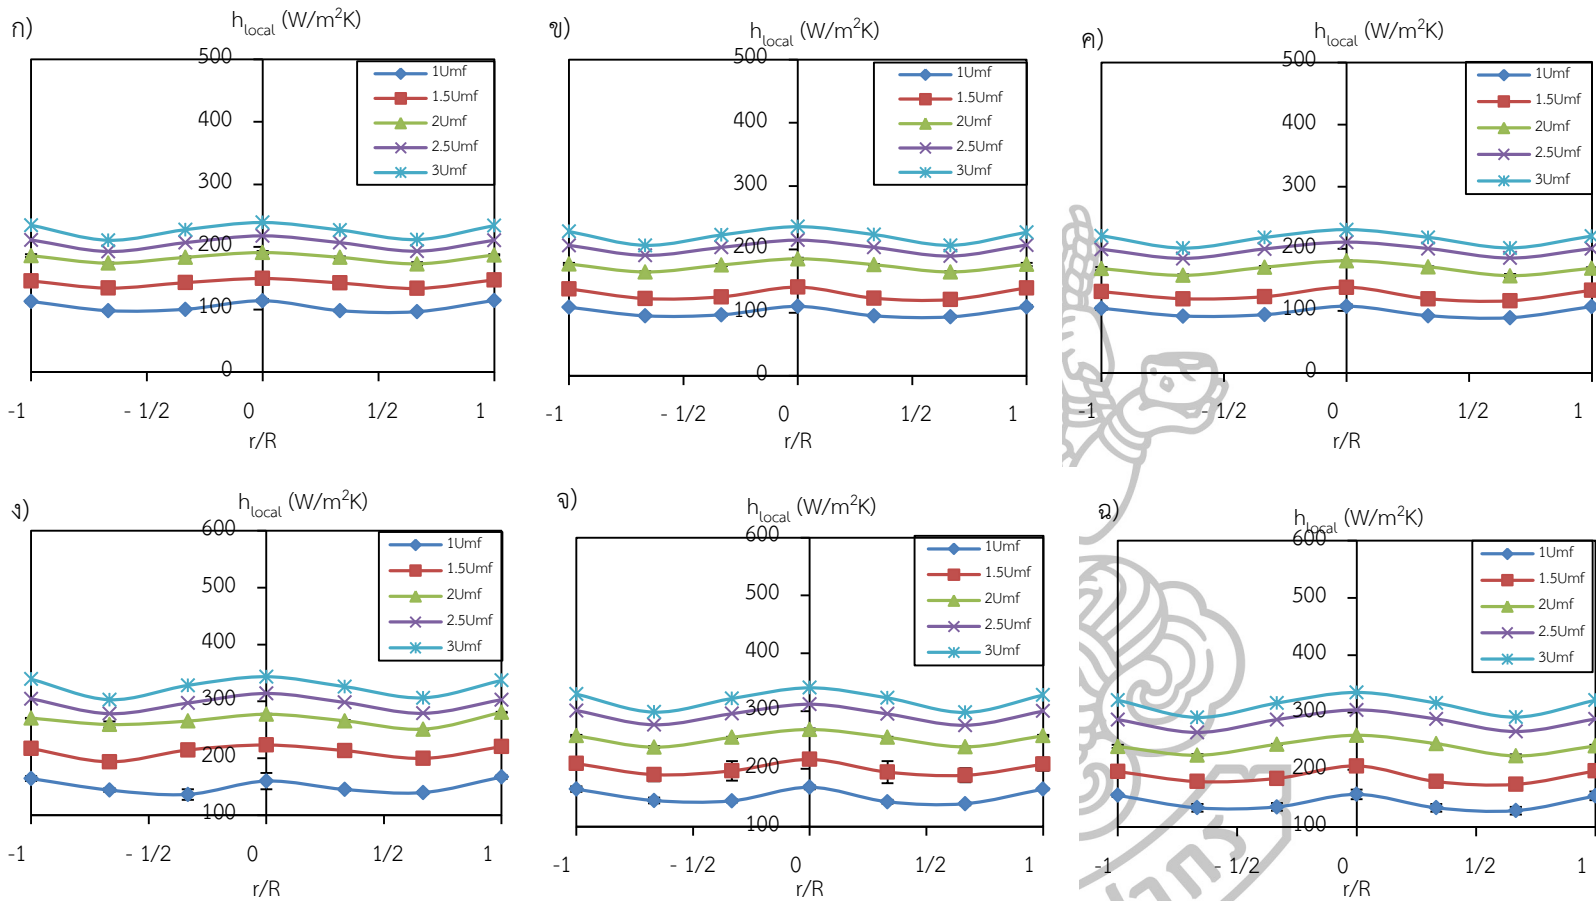 ก)
h_local (W/m²K)
500
400
300
200
100
0
1Umf
1.5Umf
2Umf
2.5Umf
3Umf
-1
- 1/2
0
1/2
1
r/R
ข)
h_local (W/m²K)
500
400
300
200
100
0
1Umf
1.5Umf
2Umf
2.5Umf
3Umf
-1
- 1/2
0
1/2
1
r/R
ค)
h_local (W/m²K)
500
400
300
200
100
0
1Umf
1.5Umf
2Umf
2.5Umf
3Umf
-1
- 1/2
0
1/2
1
r/R
ง)
h_local (W/m²K)
600
500
400
300
200
100
1Umf
1.5Umf
2Umf
2.5Umf
3Umf
-1
- 1/2
0
1/2
1
r/R
จ)
h_local (W/m²K)
600
500
400
300
200
100
1Umf
1.5Umf
2Umf
2.5Umf
3Umf
-1
- 1/2
0
1/2
1
r/R
ฉ)
h_local (W/m²K)
600
500
400
300
200
100
1Umf
1.5Umf
2Umf
2.5Umf
3Umf
-1
- 1/2
0
1/2
1
r/R